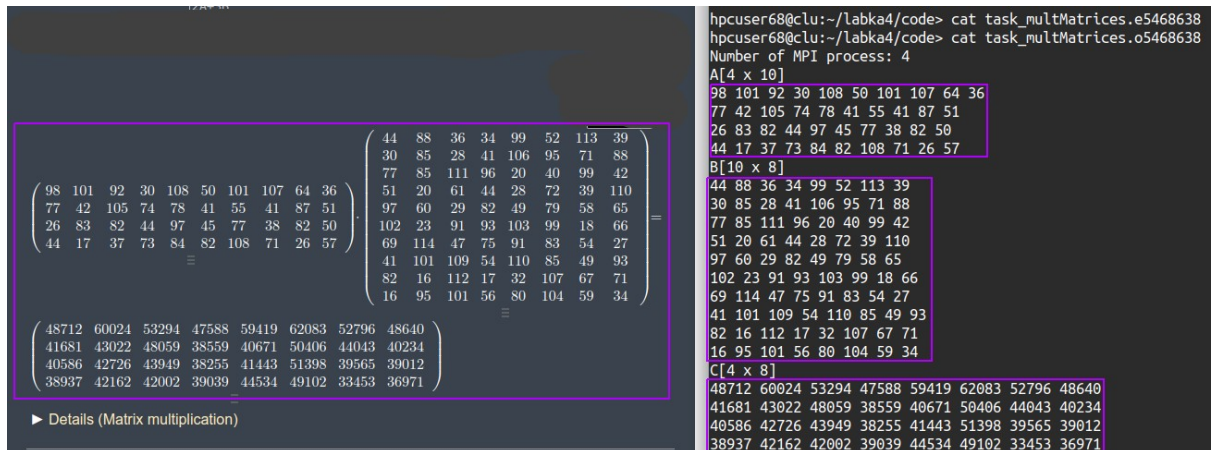 98 101 92 30 108 50 101 107 64 36
77 42 105 74 78 41 55 41 87 51
26 83 82 44 97 45 77 38 82 50
44 17 37 73 84 82 108 71 26 57
·
44 88 36 34 99 52 113 39
30 85 28 41 106 95 71 88
77 85 111 96 20 40 99 42
51 20 61 44 28 72 39 110
97 60 29 82 49 79 58 65
102 23 91 93 103 99 18 66
69 114 47 75 91 83 54 27
41 101 109 54 110 85 49 93
82 16 112 17 32 107 67 71
16 95 101 56 80 104 59 34
=
48712 60024 53294 47588 59419 62083 52796 48640
41681 43022 48059 38559 40671 50406 44043 40234
40586 42726 43949 38255 41443 51398 39565 39012
38937 42162 42002 39039 44534 49102 33453 36971
► Details (Matrix multiplication)
hpcuser68@clu:~/labka4/code> cat task_multMatrices.e5468638
hpcuser68@clu:~/labka4/code> cat task_multMatrices.o5468638
Number of MPI process: 4
A[4 x 10]
98 101 92 30 108 50 101 107 64 36
77 42 105 74 78 41 55 41 87 51
26 83 82 44 97 45 77 38 82 50
44 17 37 73 84 82 108 71 26 57
B[10 x 8]
44 88 36 34 99 52 113 39
30 85 28 41 106 95 71 88
77 85 111 96 20 40 99 42
51 20 61 44 28 72 39 110
97 60 29 82 49 79 58 65
102 23 91 93 103 99 18 66
69 114 47 75 91 83 54 27
41 101 109 54 110 85 49 93
82 16 112 17 32 107 67 71
16 95 101 56 80 104 59 34
C[4 x 8]
48712 60024 53294 47588 59419 62083 52796 48640
41681 43022 48059 38559 40671 50406 44043 40234
40586 42726 43949 38255 41443 51398 39565 39012
38937 42162 42002 39039 44534 49102 33453 36971